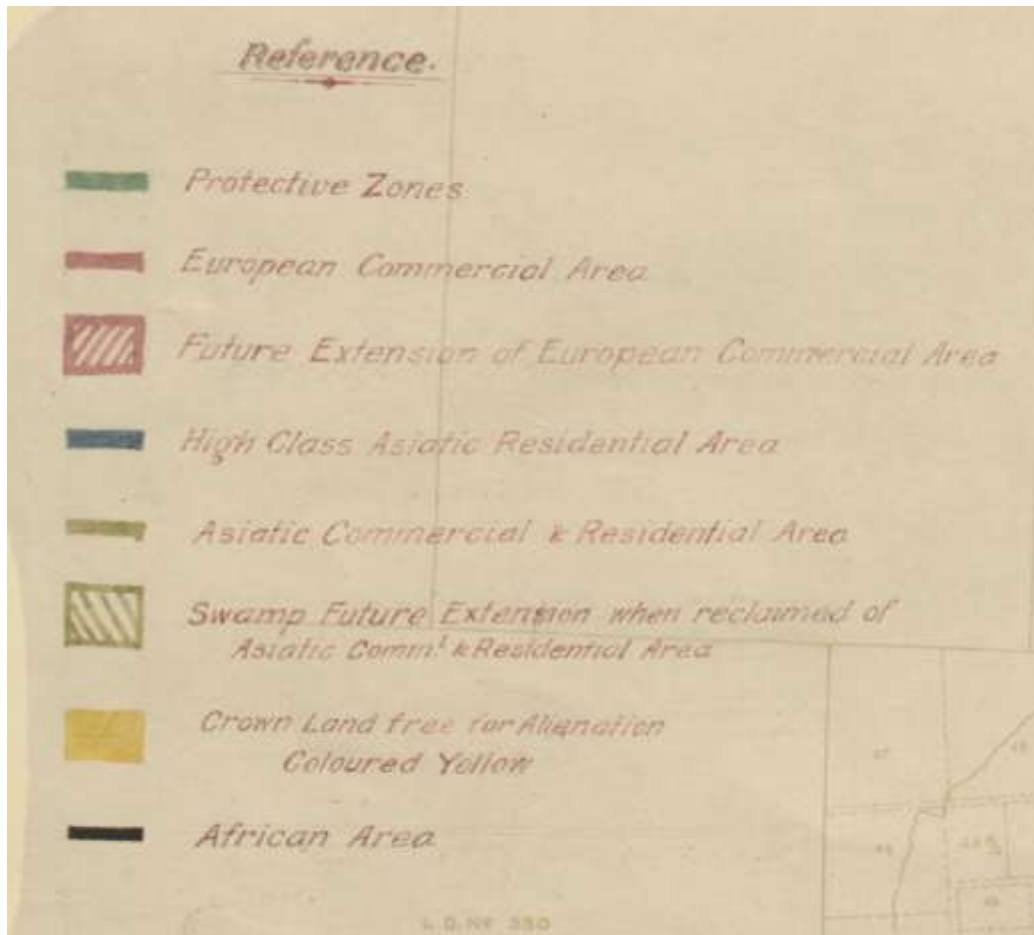 Reference.
Protective Zones
European Commercial Area
Future Extension of European Commercial Area
High Class Asiatic Residential Area
Asiatic Commercial & Residential Area
Swamp Future Extension when reclaimed of
Asiatic Comm.l & Residential Area
Crown Land free for Alienation
Coloured Yellow
African Area
L.O. No 330